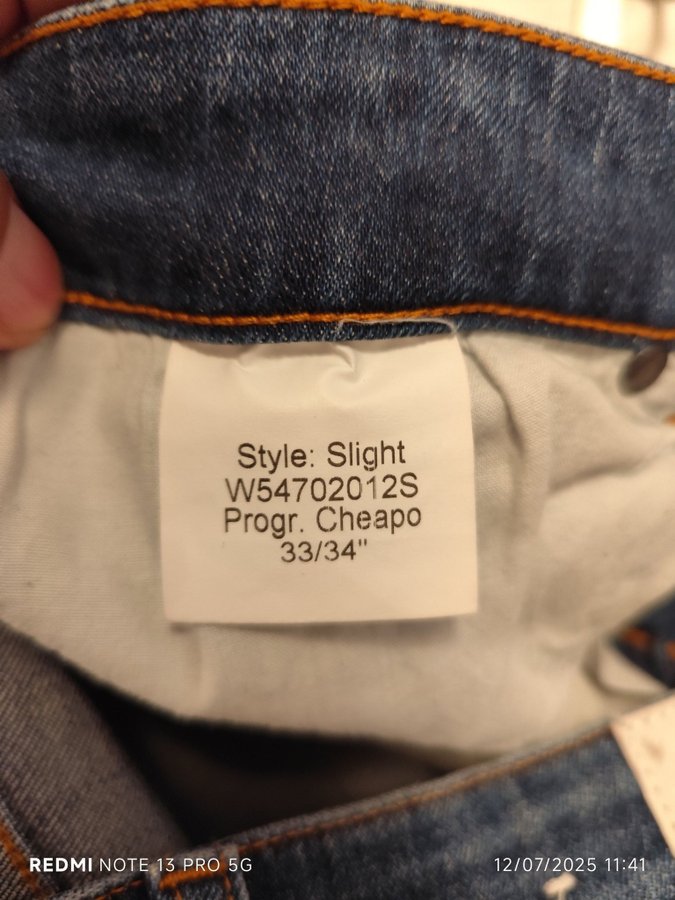 Style: Slight
W54702012S
Progr. Cheapo
33/34"
REDMI NOTE 13 PRO 5G
12/07/2025 11:41